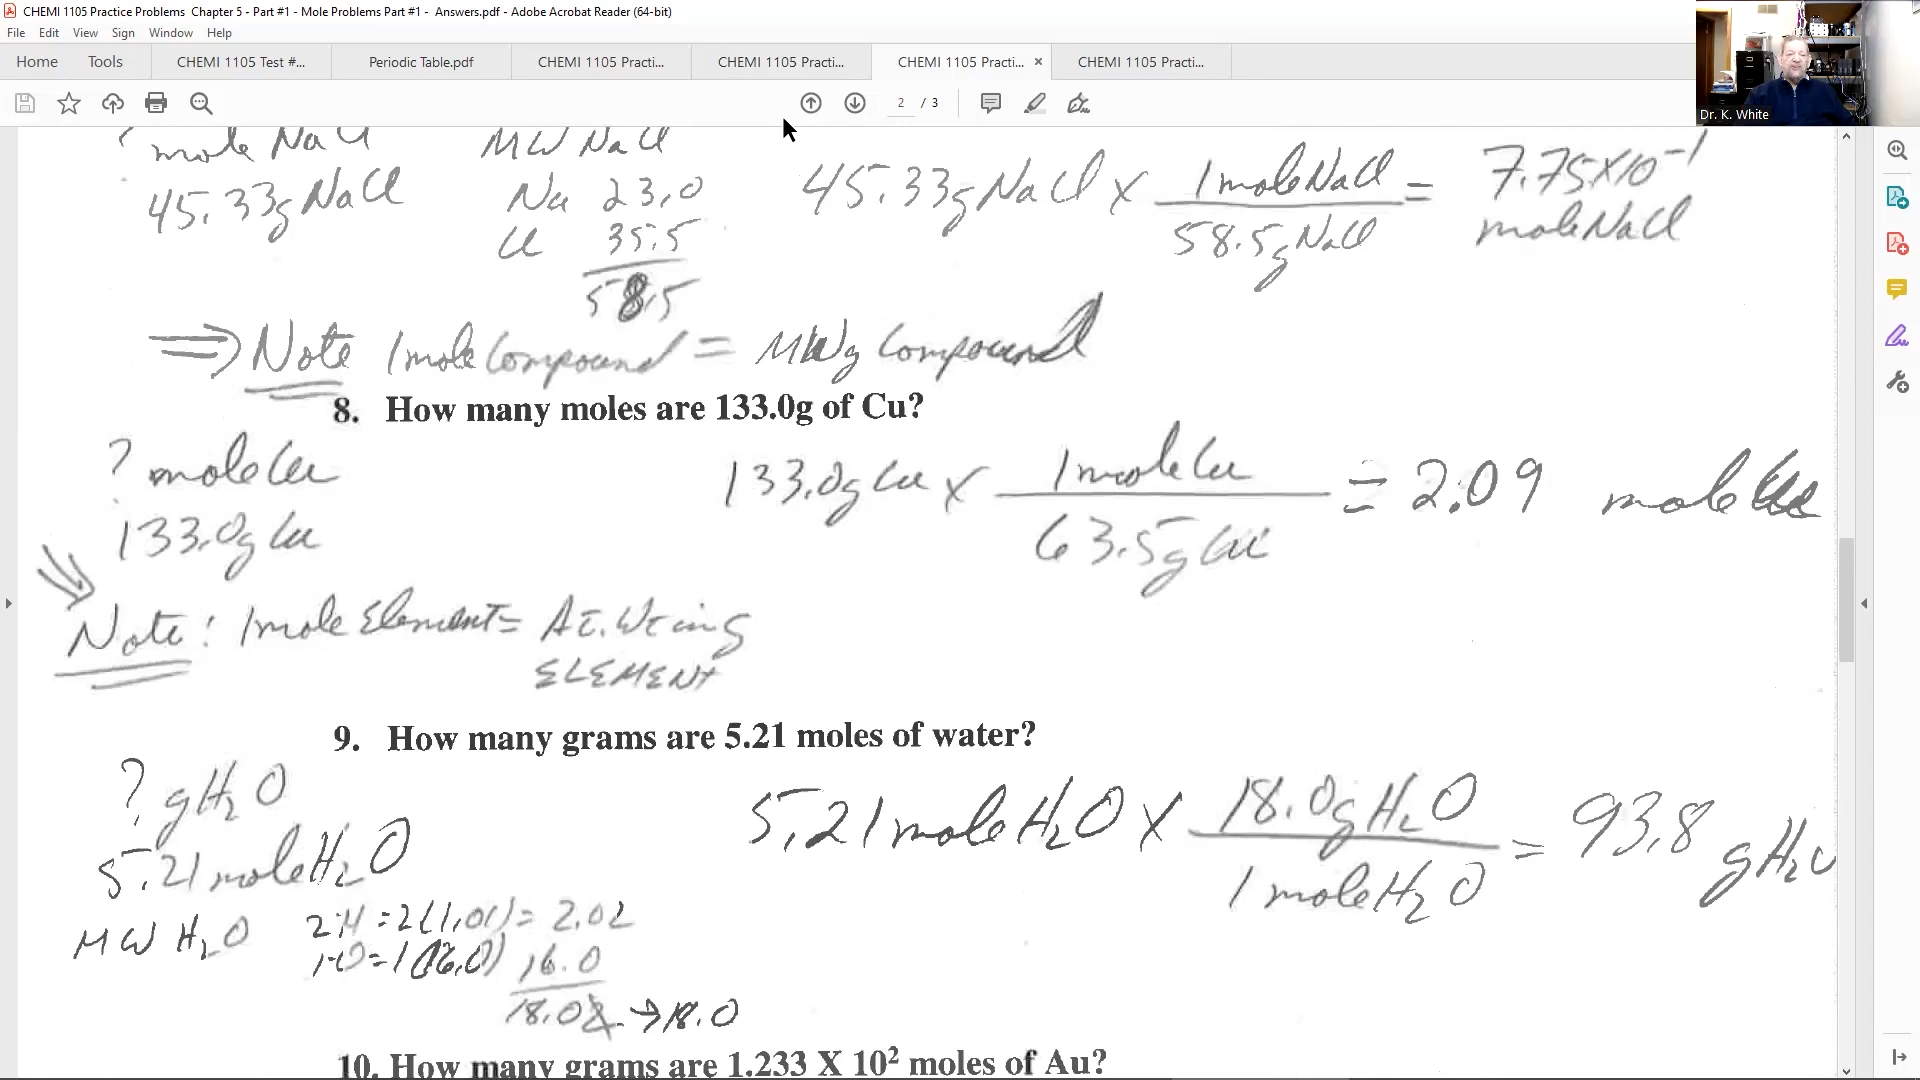 CHEMI 1105 Practice Problems Chapter 5 - Part #1 - Mole Problems Part #1 - Answers.pdf - Adobe Acrobat Reader (64-bit)
File Edit View Sign Window Help
Home Tools CHEMI 1105 Test #... Periodic Table.pdf CHEMI 1105 Practi... CHEMI 1105 Practi... CHEMI 1105 Practi... × CHEMI 1105 Practi...
2 / 3
Dr. K. White
? mole NaCl MW NaCl
45.33g NaCl Na 23.0 45.33g NaCl X 1 mole NaCl = 7.75X10⁻¹
Cl 35.5 58.5g NaCl mole NaCl
58.5
⇒ Note 1 mole Compound = MWg Compound
8. How many moles are 133.0g of Cu?
? mole Cu 133.0g Cu X 1 mole Cu = 2.09 mole Cu
133.0g Cu 63.5g Cu
Note: 1 mole Element = At. Wt in g
ELEMENT
9. How many grams are 5.21 moles of water?
? g H₂O 5.21 mole H₂O X 18.0g H₂O = 93.8 g H₂O
5.21 mole H₂O 1 mole H₂O
MW H₂O 2·H = 2(1.01) = 2.02
1·O = 1(16.0) 16.0
18.02 → 18.0
10. How many grams are 1.233 X 10² moles of Au?